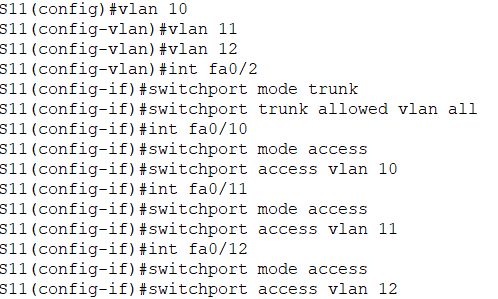 S11(config)#vlan 10
S11(config-vlan)#vlan 11
S11(config-vlan)#vlan 12
S11(config-vlan)#int fa0/2
S11(config-if)#switchport mode trunk
S11(config-if)#switchport trunk allowed vlan all
S11(config-if)#int fa0/10
S11(config-if)#switchport mode access
S11(config-if)#switchport access vlan 10
S11(config-if)#int fa0/11
S11(config-if)#switchport mode access
S11(config-if)#switchport access vlan 11
S11(config-if)#int fa0/12
S11(config-if)#switchport mode access
S11(config-if)#switchport access vlan 12